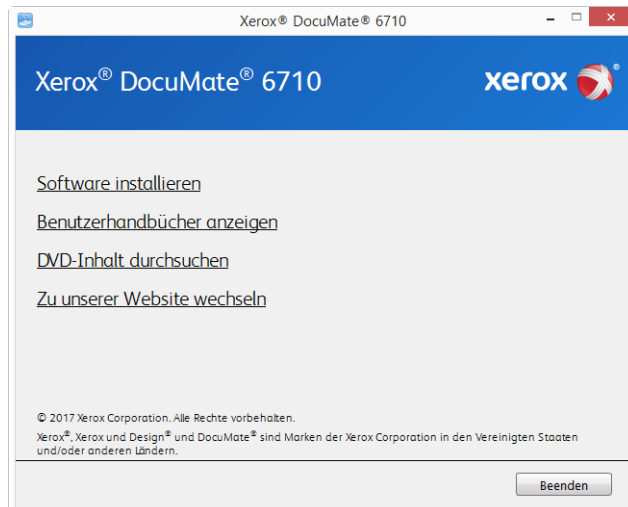 Xerox® DocuMate® 6710
Xerox® DocuMate® 6710
xerox ®
Software installieren
Benutzerhandbücher anzeigen
DVD-Inhalt durchsuchen
Zu unserer Website wechseln
© 2017 Xerox Corporation. Alle Rechte vorbehalten.
Xerox®, Xerox und Design® und DocuMate® sind Marken der Xerox Corporation in den Vereinigten Staaten
und/oder anderen Ländern.
Beenden